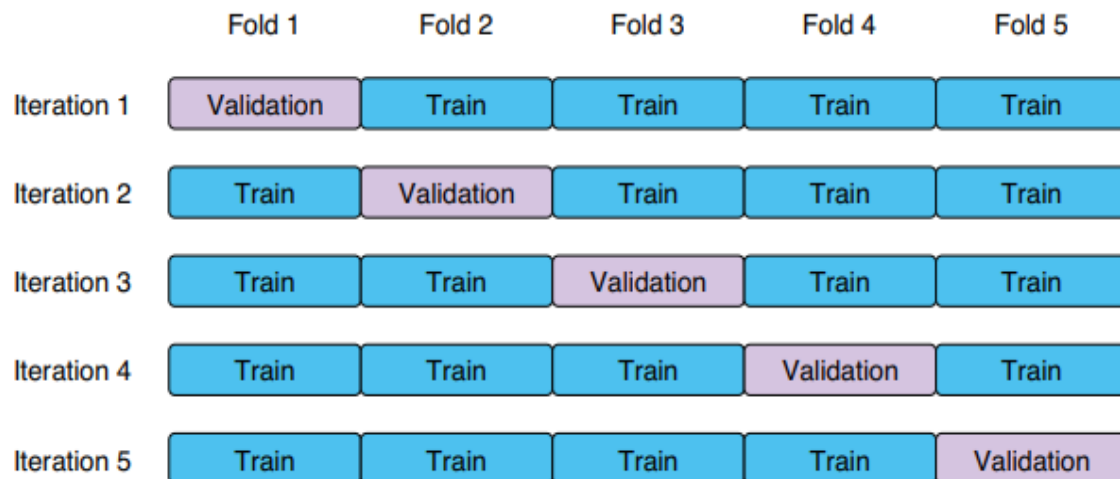 Fold 1 Fold 2 Fold 3 Fold 4 Fold 5
Iteration 1 Validation Train Train Train Train
Iteration 2 Train Validation Train Train Train
Iteration 3 Train Train Validation Train Train
Iteration 4 Train Train Train Validation Train
Iteration 5 Train Train Train Train Validation